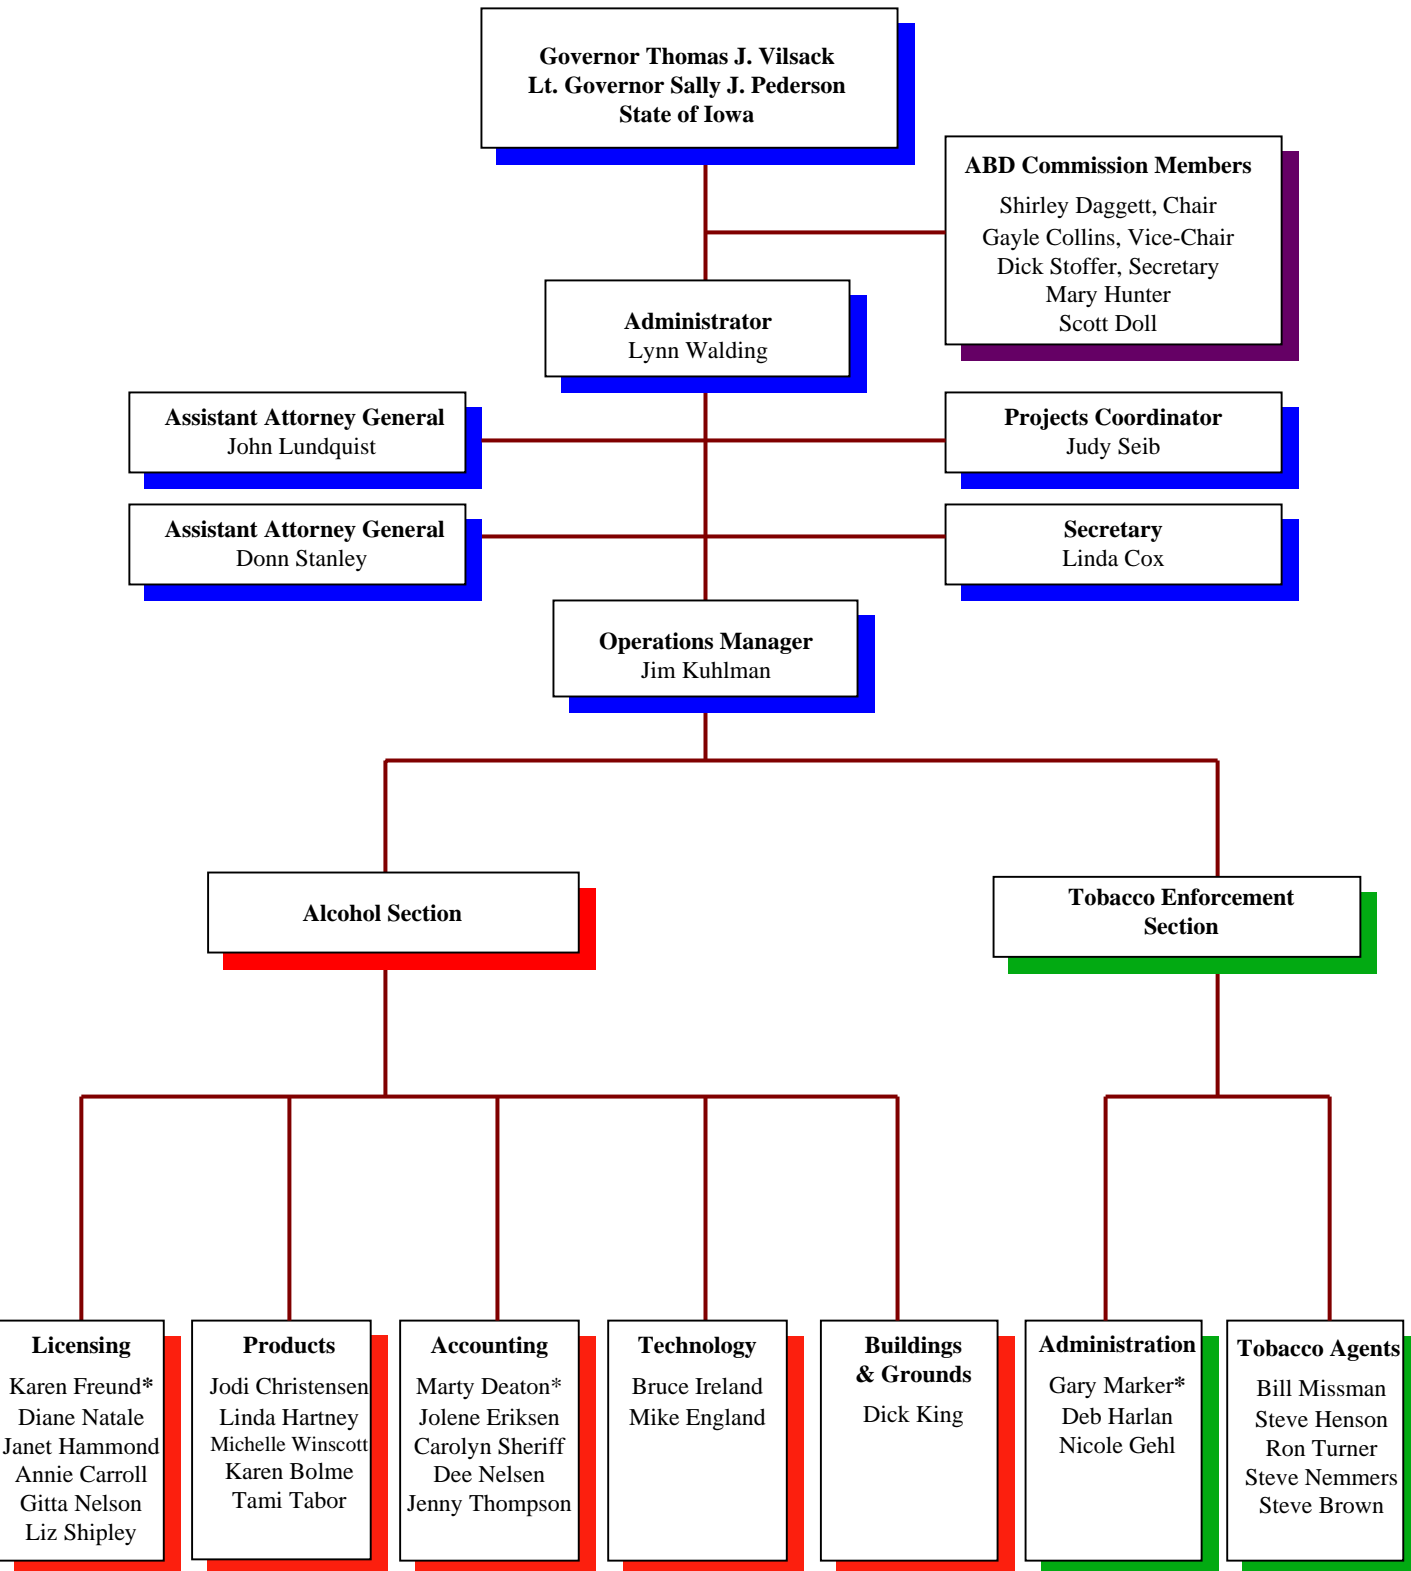 Governor Thomas J. Vilsack
Lt. Governor Sally J. Pederson
State of Iowa
ABD Commission Members
Shirley Daggett, Chair
Gayle Collins, Vice-Chair
Dick Stoffer, Secretary
Mary Hunter
Scott Doll
Administrator
Lynn Walding
Assistant Attorney General
John Lundquist
Projects Coordinator
Judy Seib
Assistant Attorney General
Donn Stanley
Secretary
Linda Cox
Operations Manager
Jim Kuhlman
Alcohol Section
Tobacco Enforcement
Section
Licensing
Karen Freund*
Diane Natale
Janet Hammond
Annie Carroll
Gitta Nelson
Liz Shipley
Products
Jodi Christensen
Linda Hartney
Michelle Winscott
Karen Bolme
Tami Tabor
Accounting
Marty Deaton*
Jolene Eriksen
Carolyn Sheriff
Dee Nelsen
Jenny Thompson
Technology
Bruce Ireland
Mike England
Buildings
& Grounds
Dick King
Administration
Gary Marker*
Deb Harlan
Nicole Gehl
Tobacco Agents
Bill Missman
Steve Henson
Ron Turner
Steve Nemmers
Steve Brown